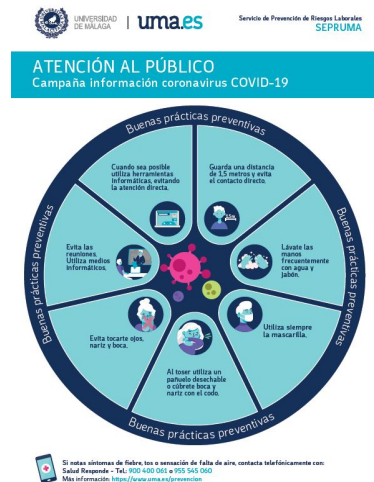 UNIVERSIDAD
DE MÁLAGA
uma.es
Servicio de Prevención de Riesgos Laborales
SEPRUMA
ATENCIÓN AL PÚBLICO
Campaña información coronavirus COVID-19
Buenas prácticas preventivas
Cuando sea posible
utiliza herramientas
informáticas, evitando
la atención directa.
Guarda una distancia
de 1,5 metros y evita
el contacto directo.
1,5m
Buenas prácticas preventivas
Evita las
reuniones.
Utiliza medios
informáticos.
Lávate las
manos
frecuentemente
con agua y
jabón.
Buenas prácticas preventivas
Evita tocarte ojos,
nariz y boca.
Utiliza siempre
la mascarilla.
Al toser utiliza un
pañuelo desechable
o cúbrete boca y
nariz con el codo.
Buenas prácticas preventivas
Si notas síntomas de fiebre, tos o sensación de falta de aire, contacta telefónicamente con:
Salud Responde - Tel.: 900 400 061 o 955 545 060
Más información: https://www.uma.es/prevencion